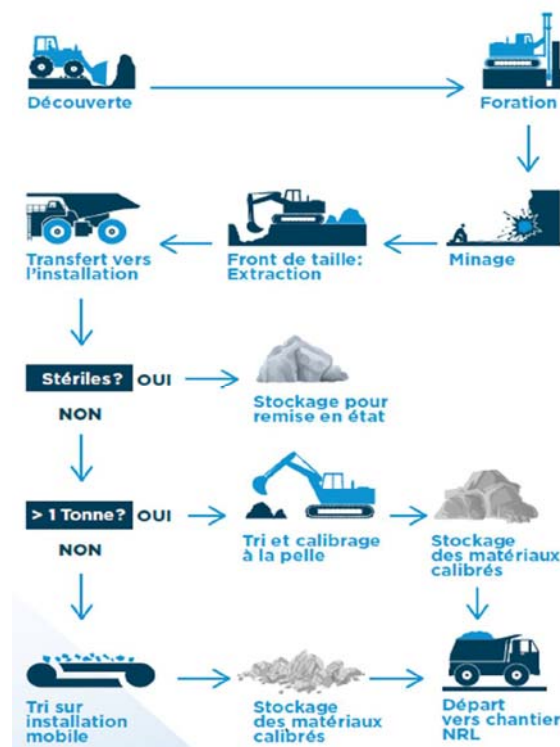 Découverte
Foration
Transfert vers
l'installation
Front de taille:
Extraction
Minage
Stériles? OUI
NON
Stockage pour
remise en état
> 1 Tonne? OUI
NON
Tri et calibrage
à la pelle
Stockage
des matériaux
calibrés
Tri sur
installation
mobile
Stockage
des matériaux
calibrés
Départ
vers chantier
NRL